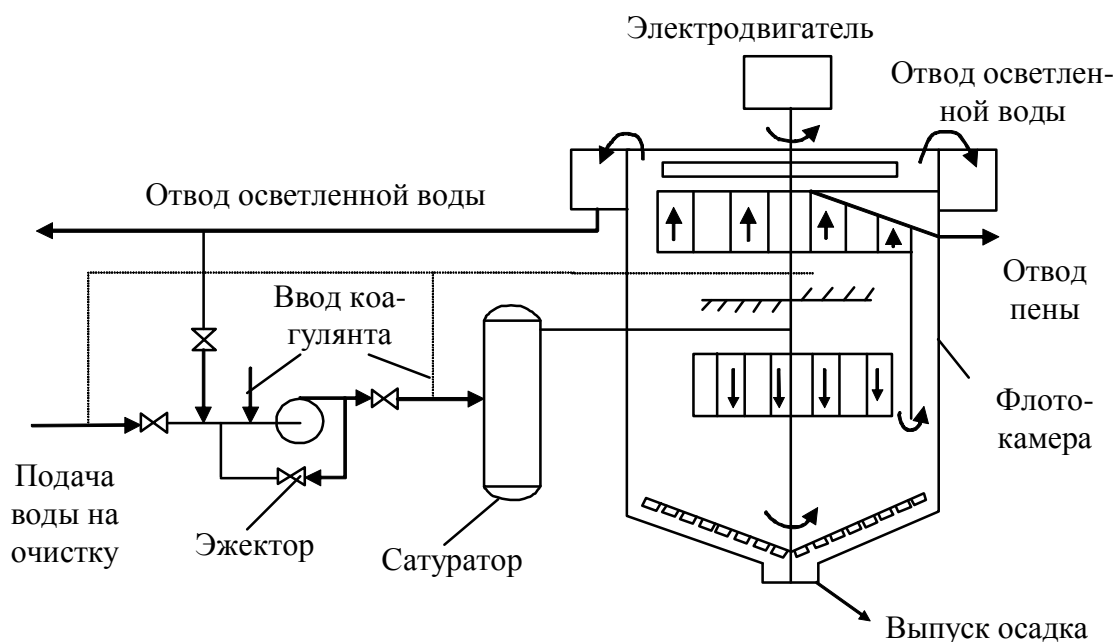 Электродвигатель
Отвод осветлен-
ной воды
Отвод осветленной воды
Ввод коа-
гулянта
Отвод
пены
Флото-
камера
Подача
воды на
очистку
Эжектор
Сатуратор
Выпуск осадка